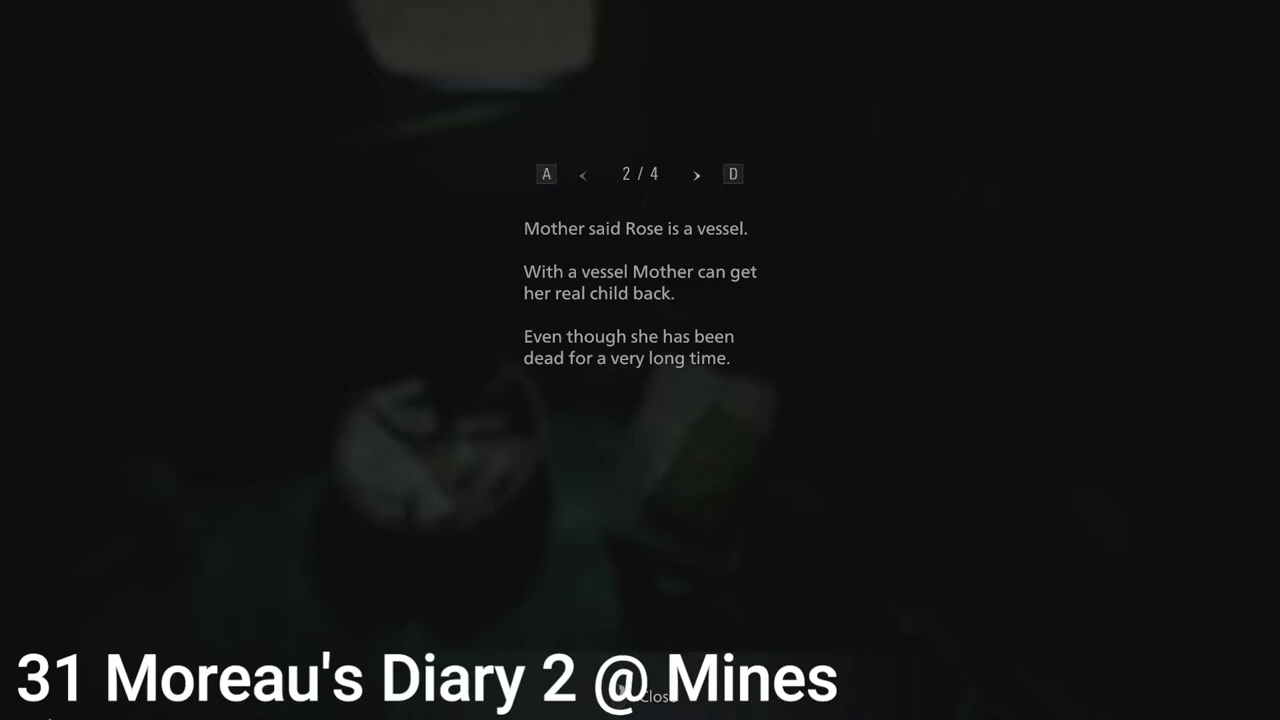 A < 2 / 4 > D
Mother said Rose is a vessel.
With a vessel Mother can get
her real child back.
Even though she has been
dead for a very long time.
31 Moreau's Diary 2 @ Mines
Close